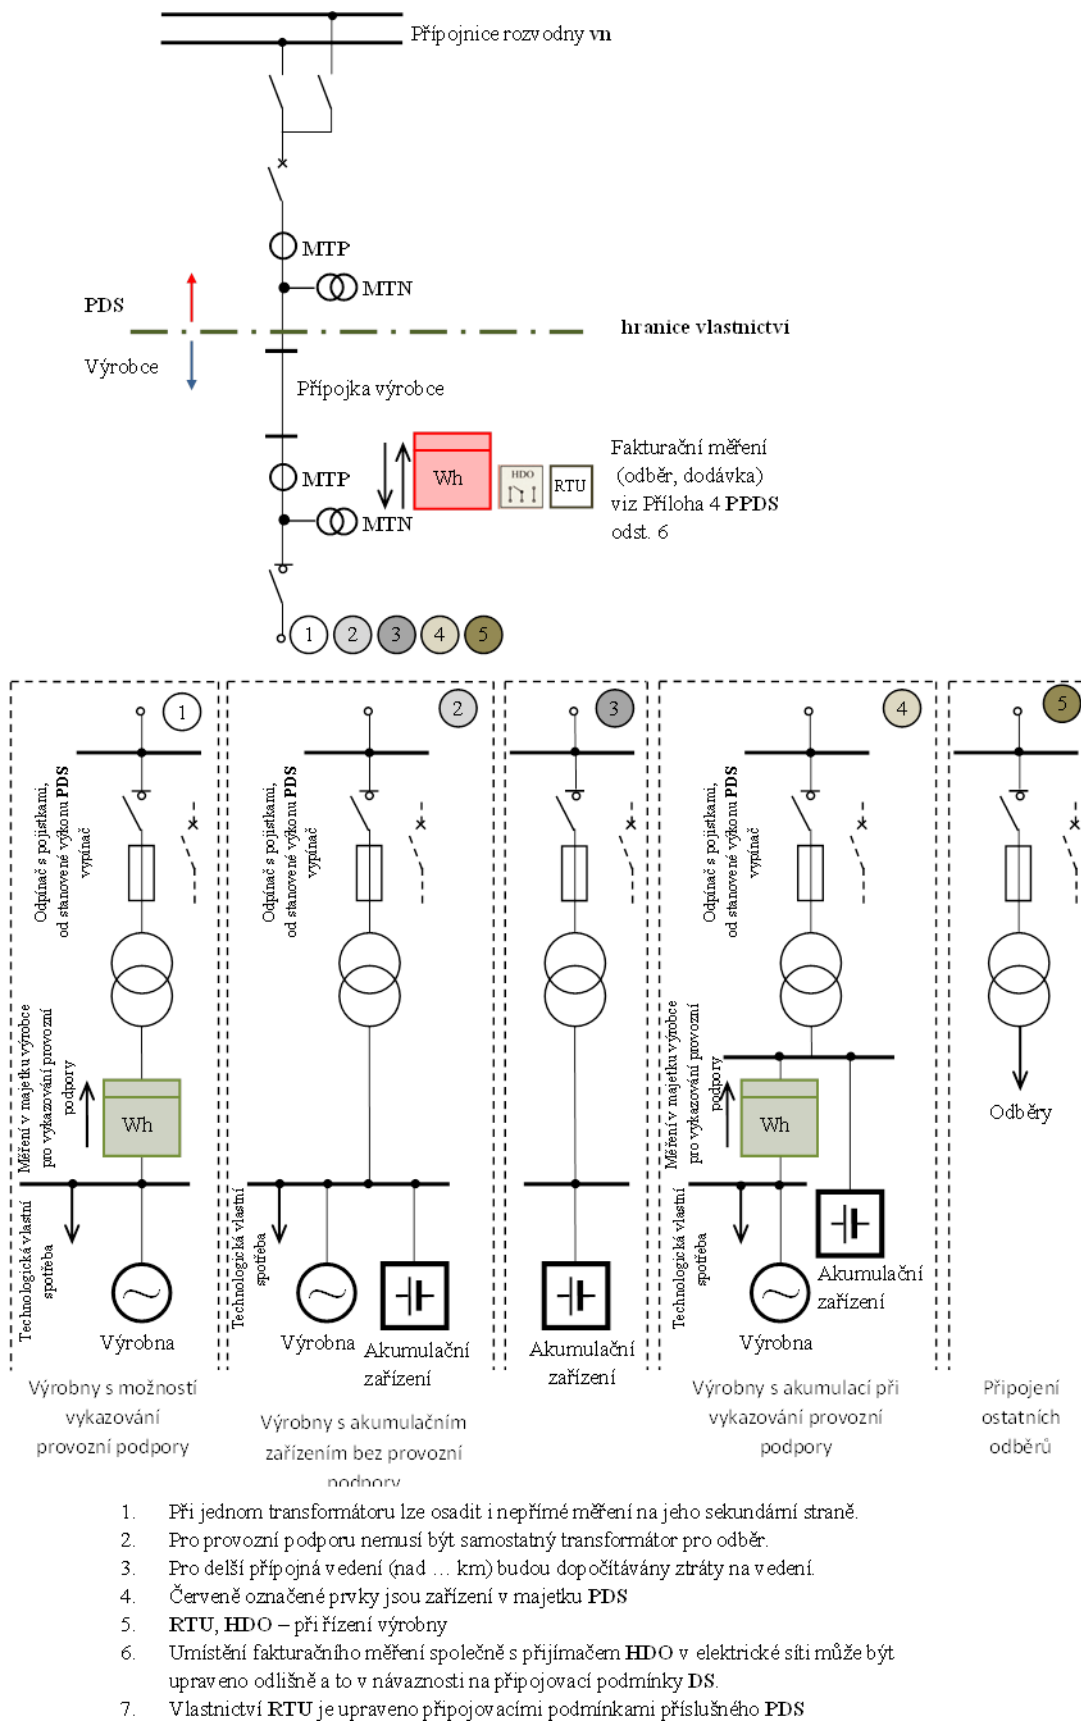 Přípojnice rozvodny vn
MTP
MTN
PDS
hranice vlastnictví
Výrobce
Přípojka výrobce
Fakturační měření
(odběr, dodávka)
viz Příloha 4 PPDS
odst. 6
Wh
HDO
RTU
MTP
MTN
1 2 3 4 5
1
Odpínač s pojistkami,
od stanovené výkonu PDS
vypínač
Měření v majetku výrobce
pro vykazování provozní
podpory
Wh
Technologická vlastní
spotřeba
Výrobna
2
Odpínač s pojistkami,
od stanovené výkonu PDS
vypínač
Technologická vlastní
spotřeba
Výrobna
Akumulační
zařízení
3
Akumulační
zařízení
4
Odpínač s pojistkami,
od stanovené výkonu PDS
vypínač
Měření v majetku výrobce
pro vykazování provozní
podpory
Wh
Technologická vlastní
spotřeba
Výrobna
Akumulační
zařízení
5
Odběry
Výrobny s možností
vykazování
provozní podpory
Výrobny s akumulačním
zařízením bez provozní
podpory
Výrobny s akumulací při
vykazování provozní
podpory
Připojení
ostatních
odběrů
1. Při jednom transformátoru lze osadit i nepřímé měření na jeho sekundární straně.
2. Pro provozní podporu nemusí být samostatný transformátor pro odběr.
3. Pro delší přípojná vedení (nad ... km) budou dopočítávány ztráty na vedení.
4. Červeně označené prvky jsou zařízení v majetku PDS
5. RTU, HDO – při řízení výrobny
6. Umístění fakturačního měření společně s přijímačem HDO v elektrické síti může být
upraveno odlišně a to v návaznosti na připojovací podmínky DS.
7. Vlastnictví RTU je upraveno připojovacími podmínkami příslušného PDS